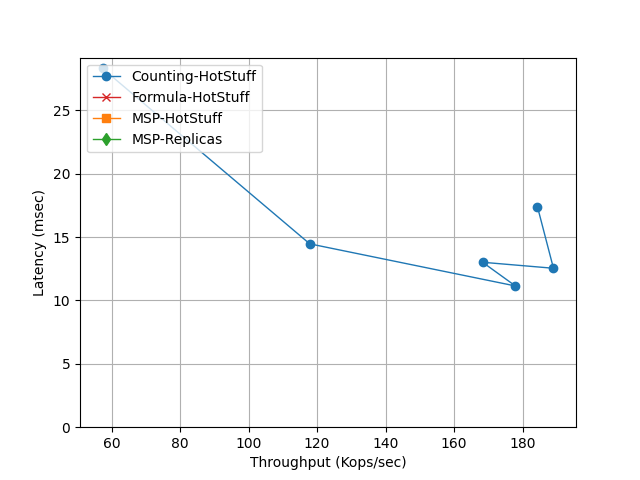 Counting-HotStuff
Formula-HotStuff
MSP-HotStuff
MSP-Replicas
25
20
15
10
5
0
Latency (msec)
60 80 100 120 140 160 180
Throughput (Kops/sec)